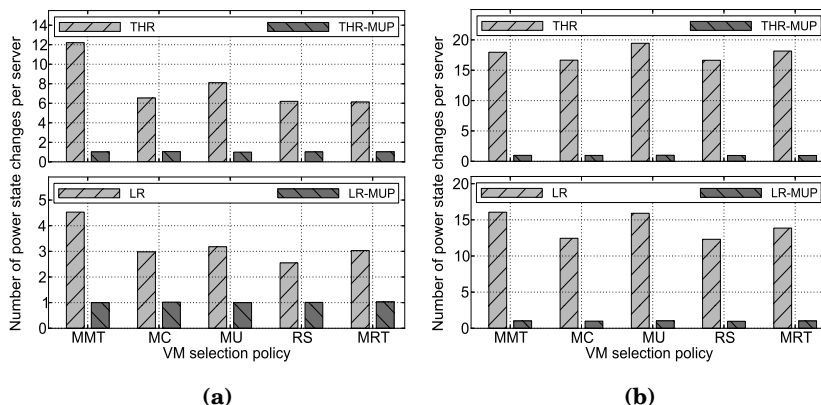 Number of power state changes per server
THR THR-MUP
14
12
10
8
6
4
2
0
LR LR-MUP
5
4
3
2
1
0
MMT MC MU RS MRT
VM selection policy
(a)
Number of power state changes per server
THR THR-MUP
20
15
10
5
0
LR LR-MUP
20
15
10
5
0
MMT MC MU RS MRT
VM selection policy
(b)